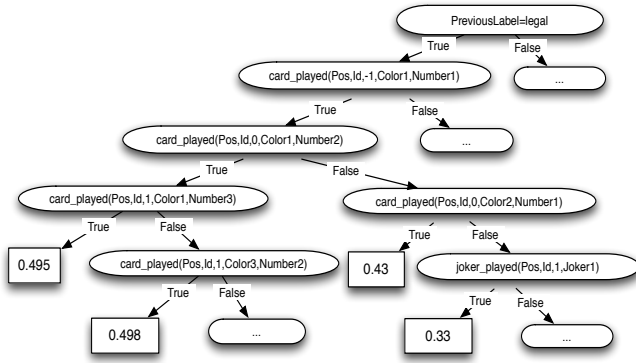 PreviousLabel=legal
True
False
card_played(Pos,Id,-1,Color1,Number1)
...
True
False
card_played(Pos,Id,0,Color1,Number2)
...
True
False
card_played(Pos,Id,1,Color1,Number3)
card_played(Pos,Id,0,Color2,Number1)
True
False
True
False
0.495
card_played(Pos,Id,1,Color3,Number2)
0.43
joker_played(Pos,Id,1,Joker1)
True
False
True
False
0.498
...
0.33
...